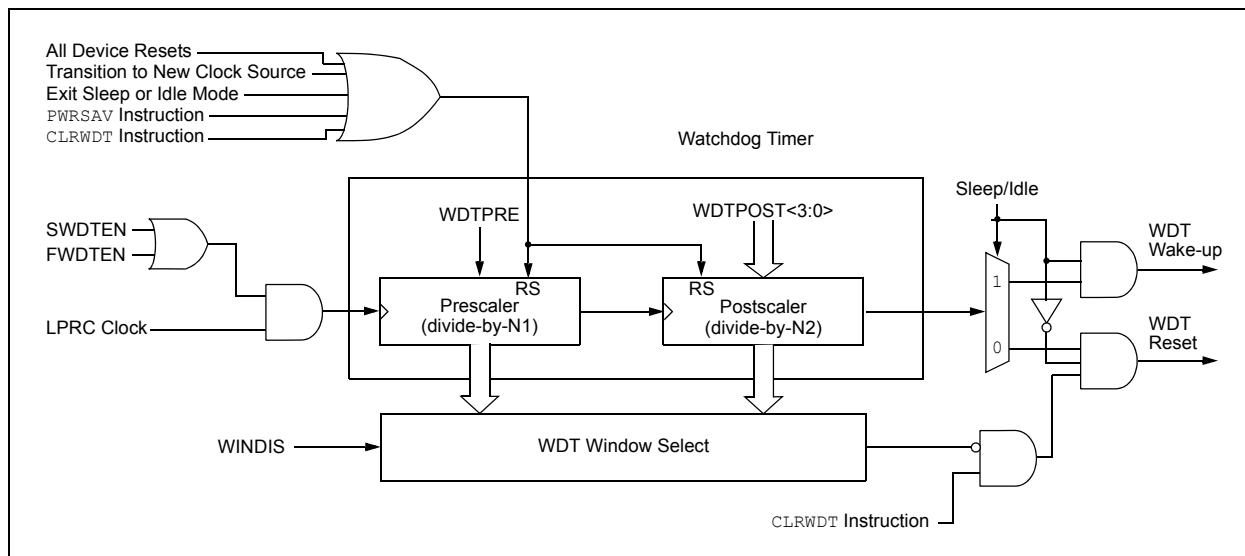 All Device Resets
Transition to New Clock Source
Exit Sleep or Idle Mode
PWRSAV Instruction
CLRWDT Instruction
Watchdog Timer
Sleep/Idle
SWDTEN
FWDTEN
LPRC Clock
WDTPRE
WDTPOST<3:0>
RS
Prescaler
(divide-by-N1)
RS
Postscaler
(divide-by-N2)
1
0
WDT
Wake-up
WDT
Reset
WINDIS
WDT Window Select
CLRWDT Instruction